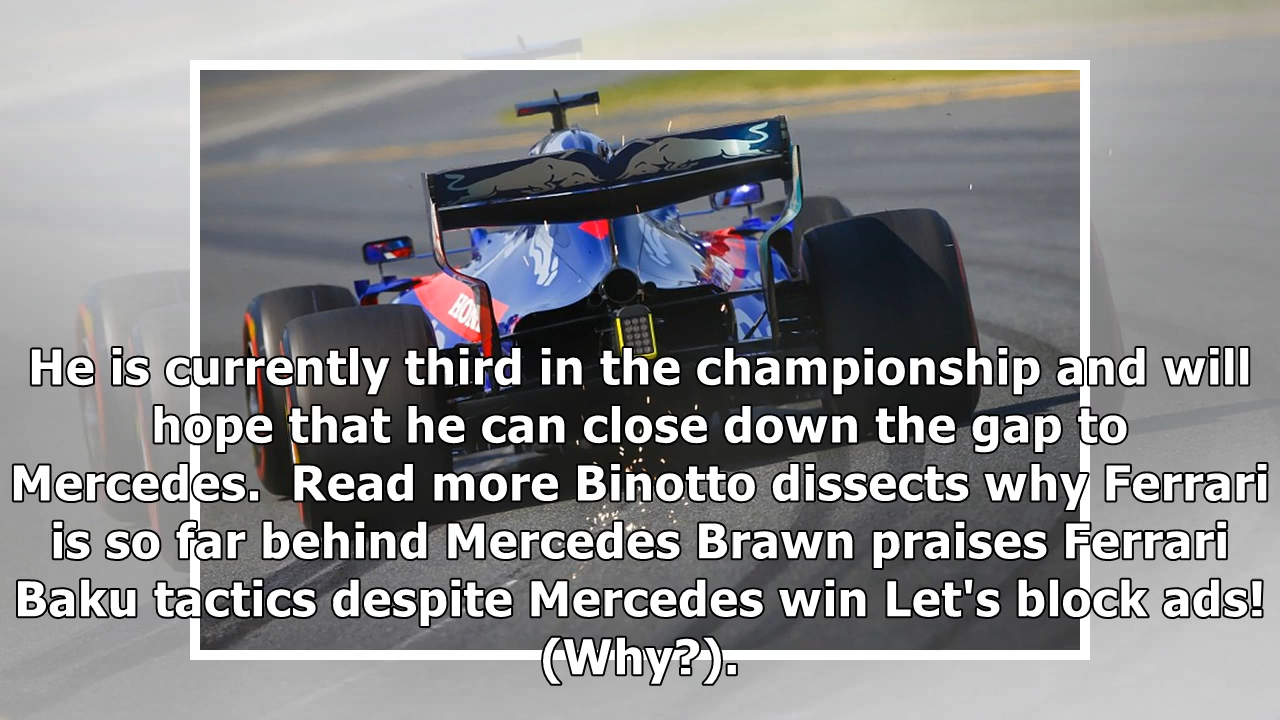 HON
He is currently third in the championship and will
hope that he can close down the gap to
Mercedes.  Read more Binotto dissects why Ferrari
is so far behind Mercedes Brawn praises Ferrari
Baku tactics despite Mercedes win Let's block ads!
(Why?).